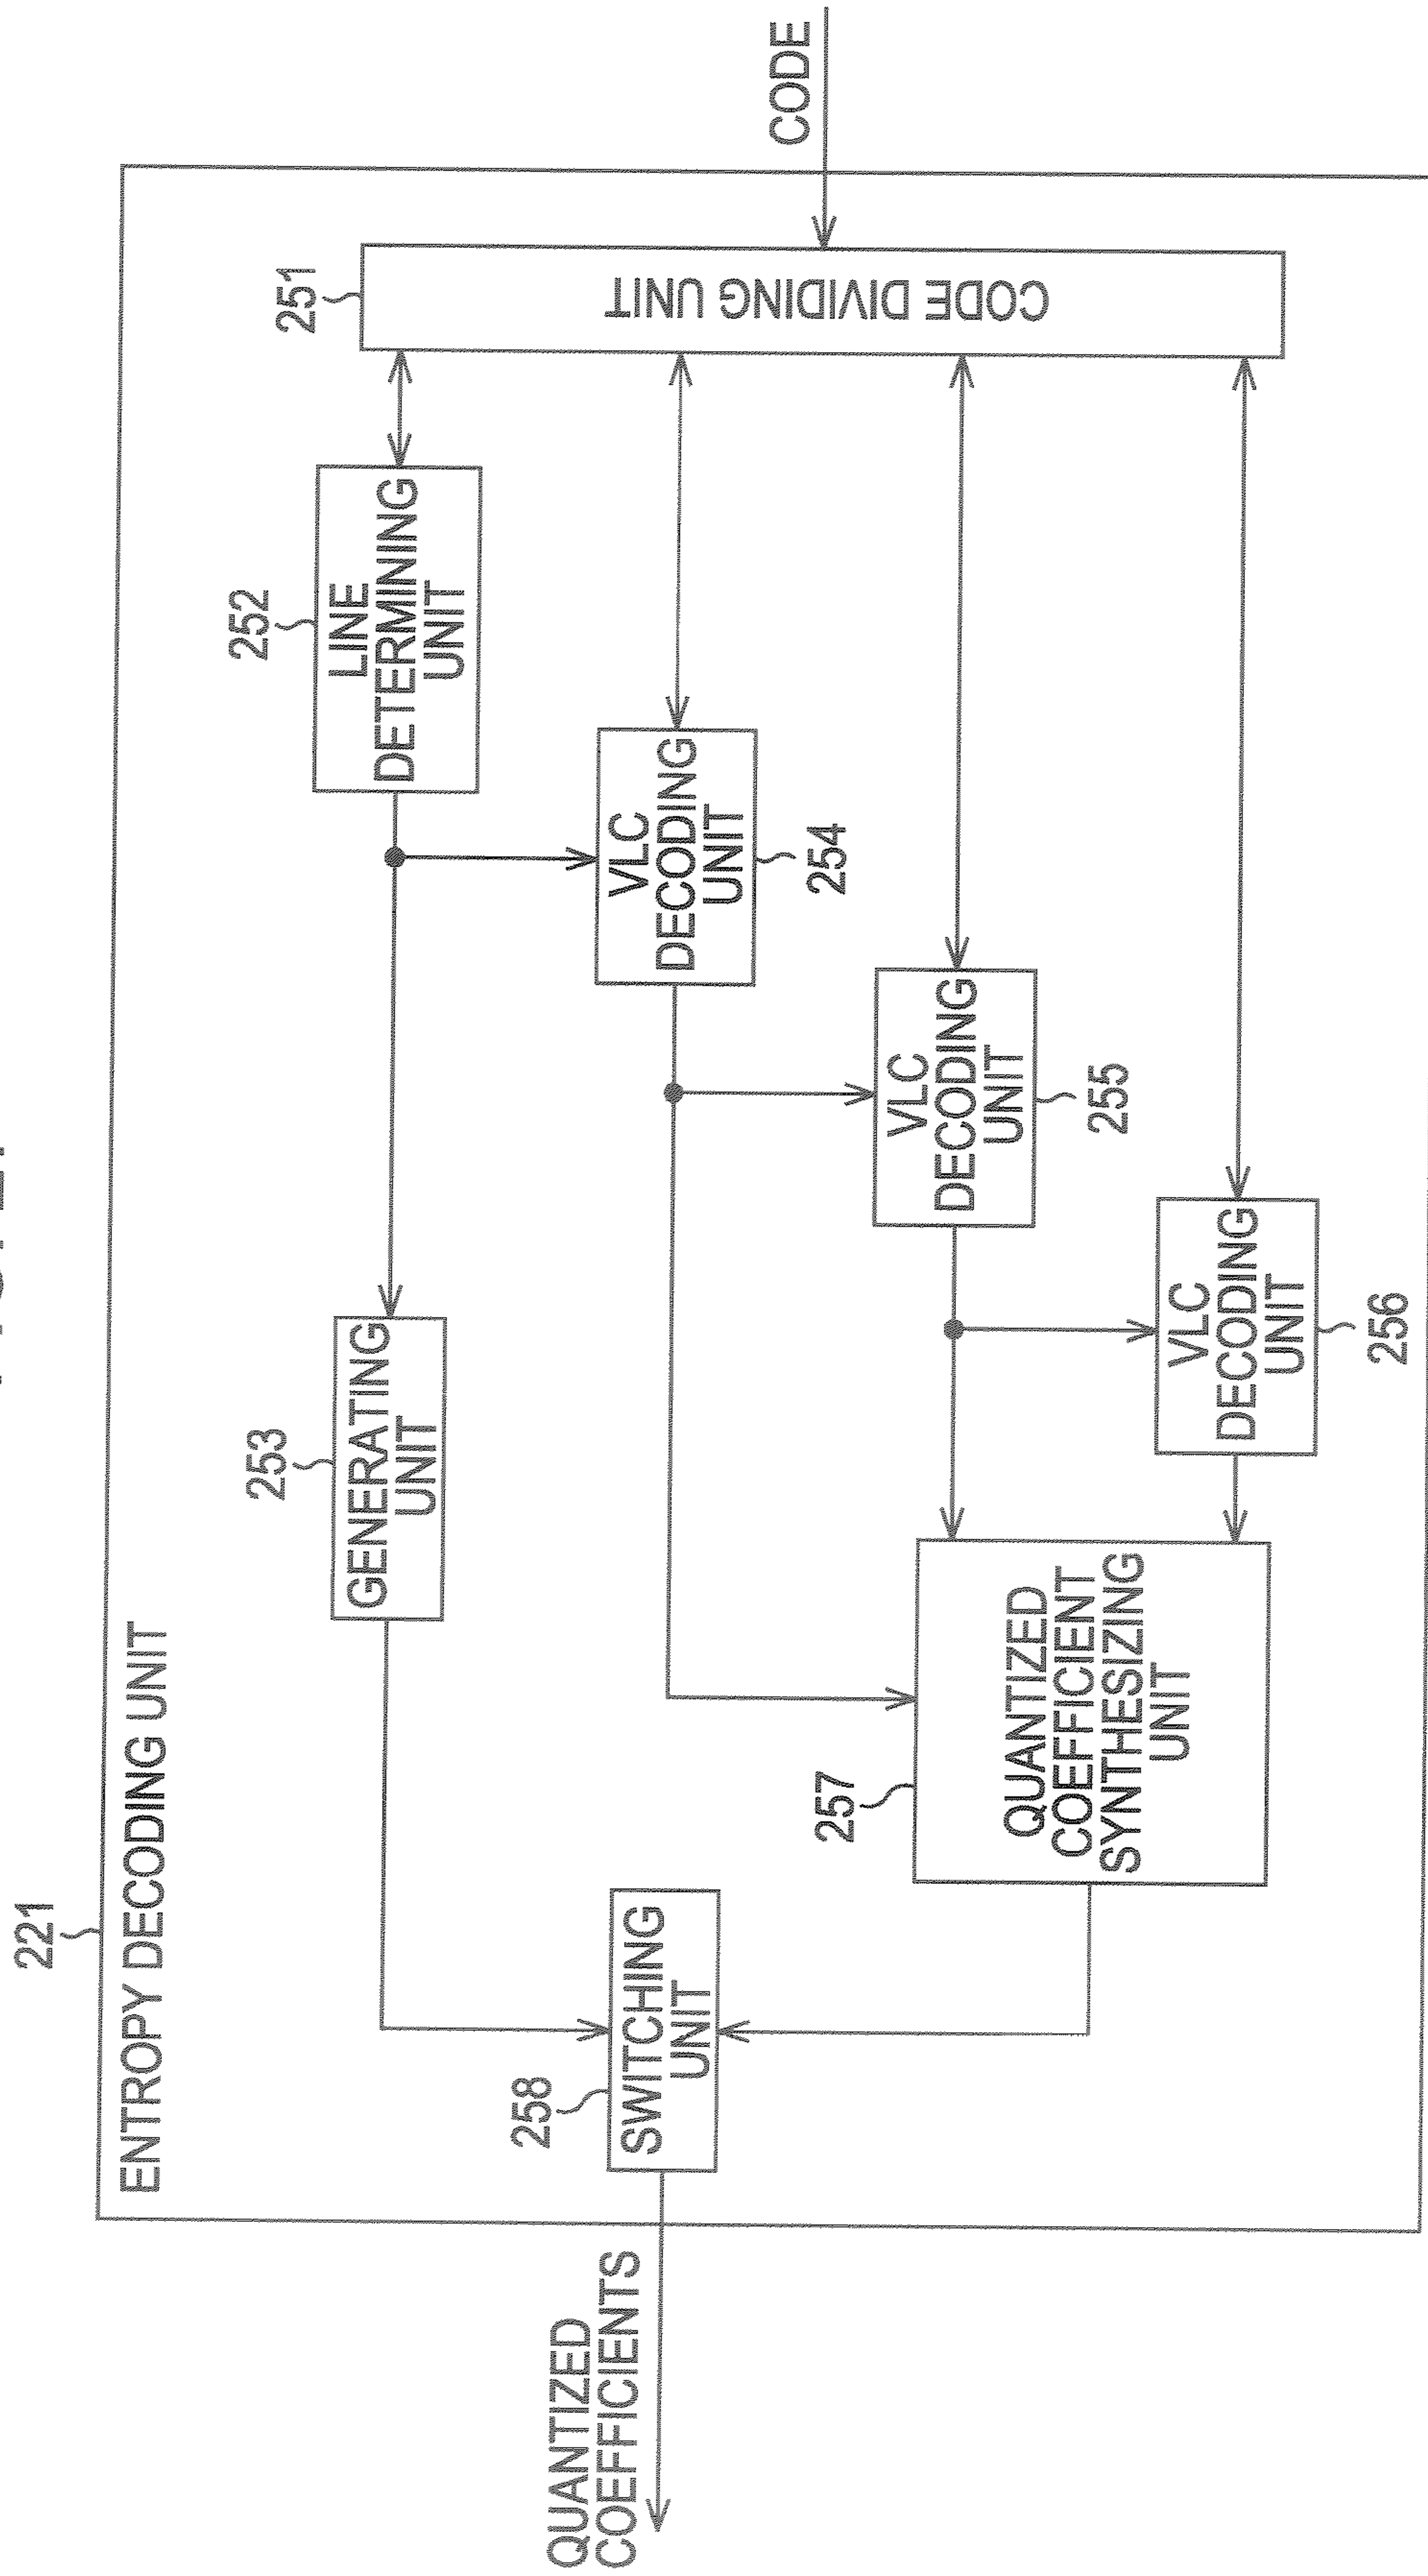 221
ENTROPY DECODING UNIT
CODE
251
CODE DIVIDING UNIT
252
LINE
DETERMINING
UNIT
253
GENERATING
UNIT
VLC
DECODING
UNIT
254
VLC
DECODING
UNIT
255
VLC
DECODING
UNIT
256
257
QUANTIZED
COEFFICIENT
SYNTHESIZING
UNIT
258
SWITCHING
UNIT
QUANTIZED
COEFFICIENTS